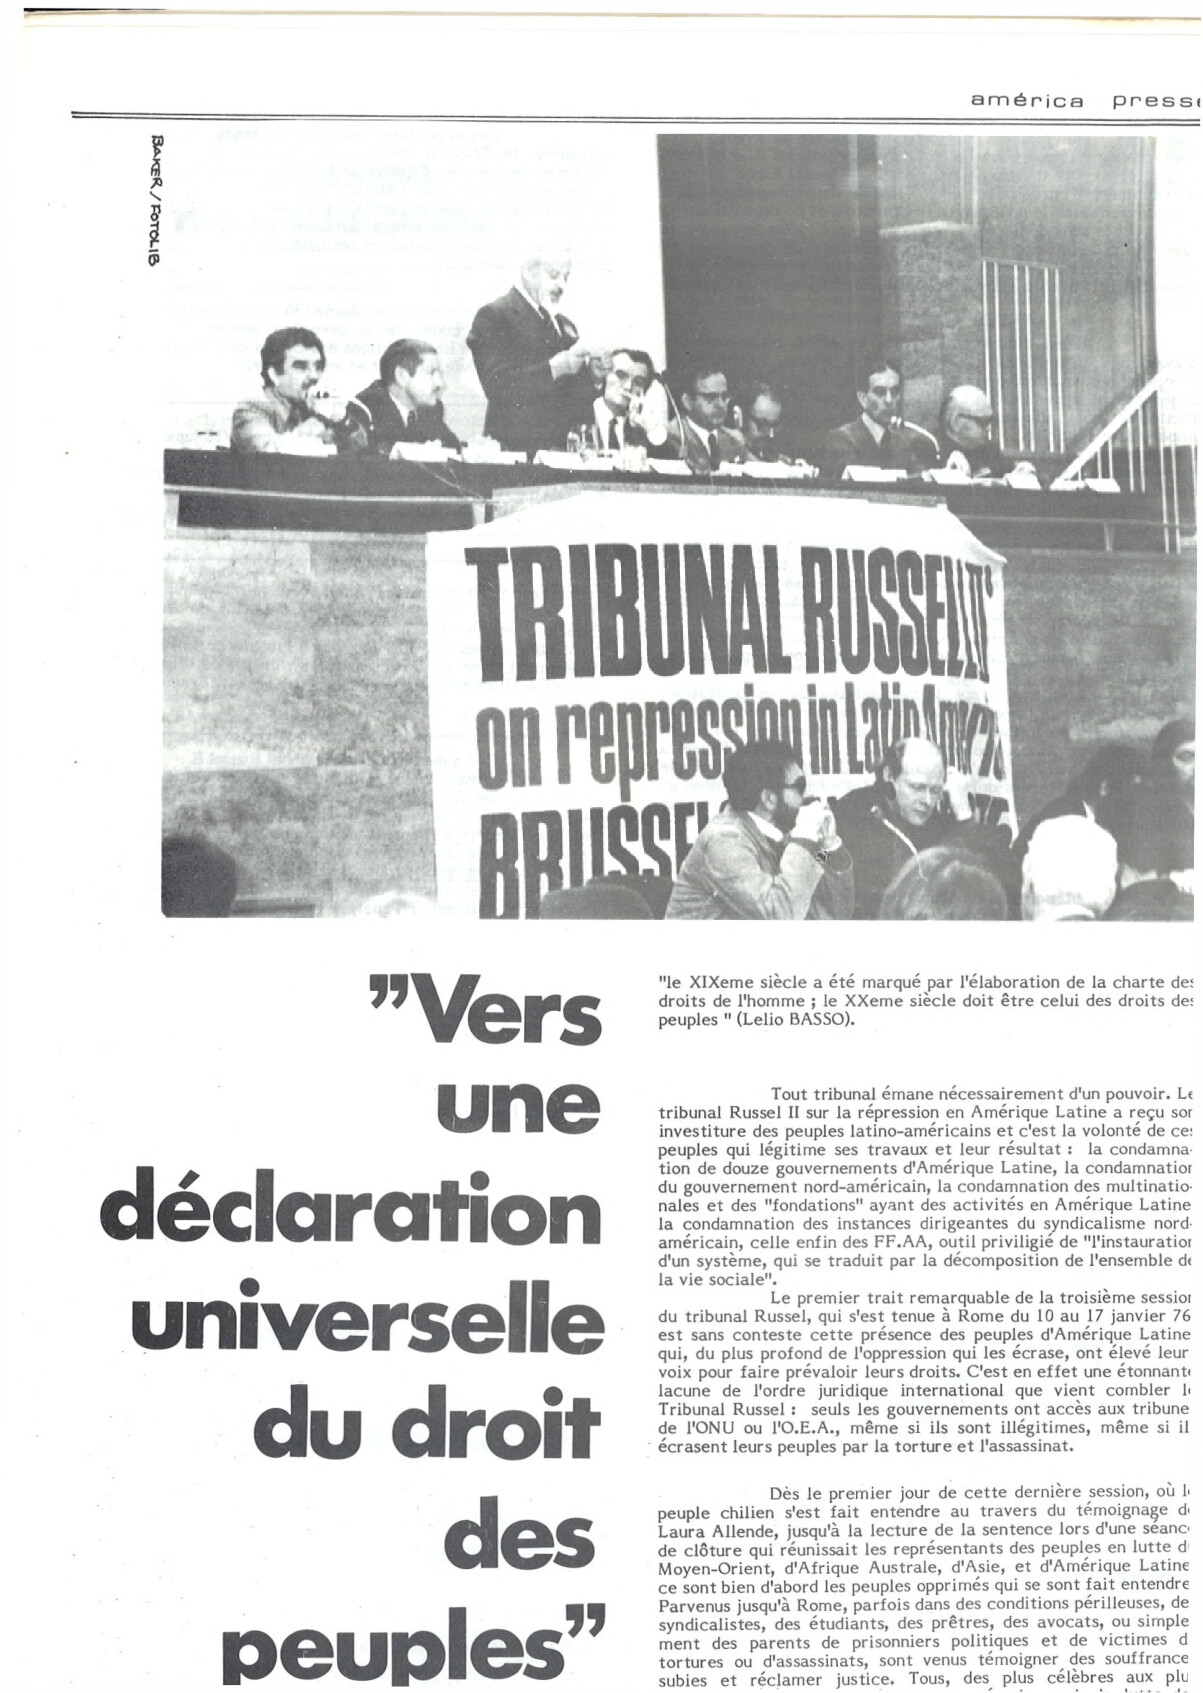 américa presse
BAKER/FOTOLIB
TRIBUNAL RUSSELL II°
on repression in Latin America
BRUSSEL
"Vers
une
déclaration
universelle
du droit
des
peuples"
"le XIXeme siècle a été marqué par l'élaboration de la charte des
droits de l'homme ; le XXeme siècle doit être celui des droits des
peuples " (Lelio BASSO).
Tout tribunal émane nécessairement d'un pouvoir. Le
tribunal Russel II sur la répression en Amérique Latine a reçu son
investiture des peuples latino-américains et c'est la volonté de ces
peuples qui légitime ses travaux et leur résultat : la condamna-
tion de douze gouvernements d'Amérique Latine, la condamnation
du gouvernement nord-américain, la condamnation des multinatio-
nales et des "fondations" ayant des activités en Amérique Latine
la condamnation des instances dirigeantes du syndicalisme nord-
américain, celle enfin des FF.AA, outil priviligié de "l'instauration
d'un système, qui se traduit par la décomposition de l'ensemble de
la vie sociale".
Le premier trait remarquable de la troisième session
du tribunal Russel, qui s'est tenue à Rome du 10 au 17 janvier 76
est sans conteste cette présence des peuples d'Amérique Latine
qui, du plus profond de l'oppression qui les écrase, ont élevé leur
voix pour faire prévaloir leurs droits. C'est en effet une étonnante
lacune de l'ordre juridique international que vient combler le
Tribunal Russel : seuls les gouvernements ont accès aux tribune
de l'ONU ou l'O.E.A., même si ils sont illégitimes, même si il
écrasent leurs peuples par la torture et l'assassinat.
Dès le premier jour de cette dernière session, où le
peuple chilien s'est fait entendre au travers du témoignage de
Laura Allende, jusqu'à la lecture de la sentence lors d'une séance
de clôture qui réunissait les représentants des peuples en lutte d
Moyen-Orient, d'Afrique Australe, d'Asie, et d'Amérique Latine
ce sont bien d'abord les peuples opprimés qui se sont fait entendre
Parvenus jusqu'à Rome, parfois dans des conditions périlleuses, de
syndicalistes, des étudiants, des prêtres, des avocats, ou simple
ment des parents de prisonniers politiques et de victimes d
tortures ou d'assassinats, sont venus témoigner des souffrance
subies et réclamer justice. Tous, des plus célèbres aux plu